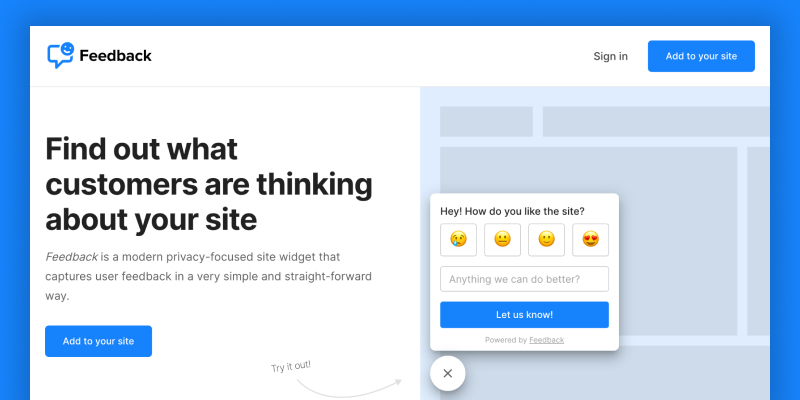 Feedback
Sign in
Add to your site
Find out what
customers are thinking
about your site
Feedback is a modern privacy-focused site widget that
captures user feedback in a very simple and straight-forward
way.
Add to your site
Try it out!
Hey! How do you like the site?
Anything we can do better?
Let us know!
Powered by Feedback